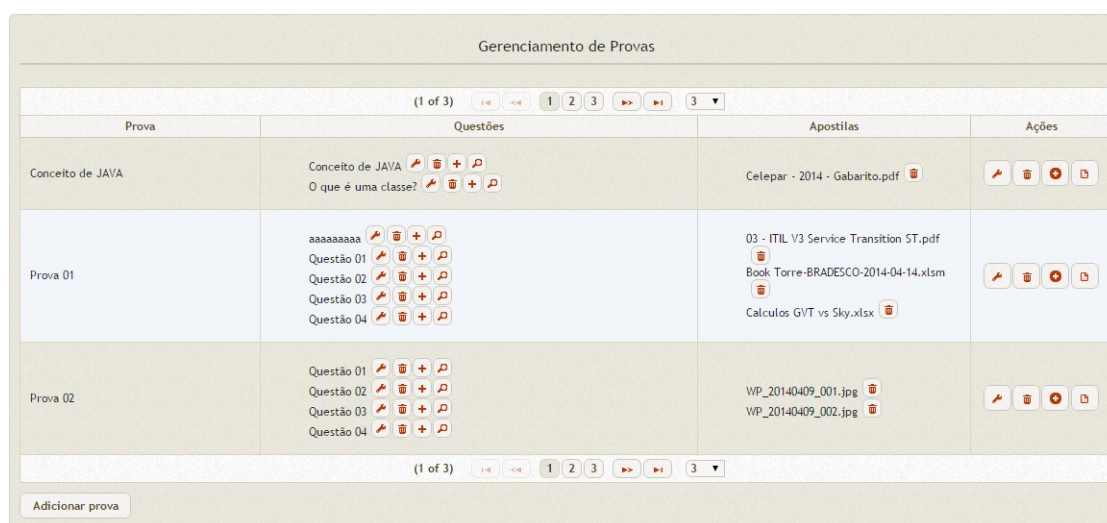 Gerenciamento de Provas
(1 of 3) 1 2 3 3
Prova Questões Apostilas Ações
Conceito de JAVA
Conceito de JAVA
O que é uma classe?
Celepar - 2014 - Gabarito.pdf
Prova 01
aaaaaaaaa
Questão 01
Questão 02
Questão 03
Questão 04
03 - ITIL V3 Service Transition ST.pdf
Book Torre-BRADESCO-2014-04-14.xlsm
Calculos GVT vs Sky.xlsx
Prova 02
Questão 01
Questão 02
Questão 03
Questão 04
WP_20140409_001.jpg
WP_20140409_002.jpg
(1 of 3) 1 2 3 3
Adicionar prova